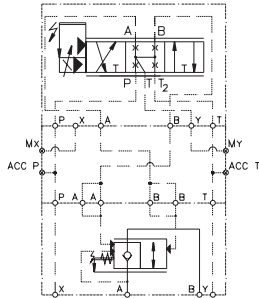 A B
T T
P T T2
P X A B Y T
MX MY
ACC P ACC T
P A A B B T
X A B Y